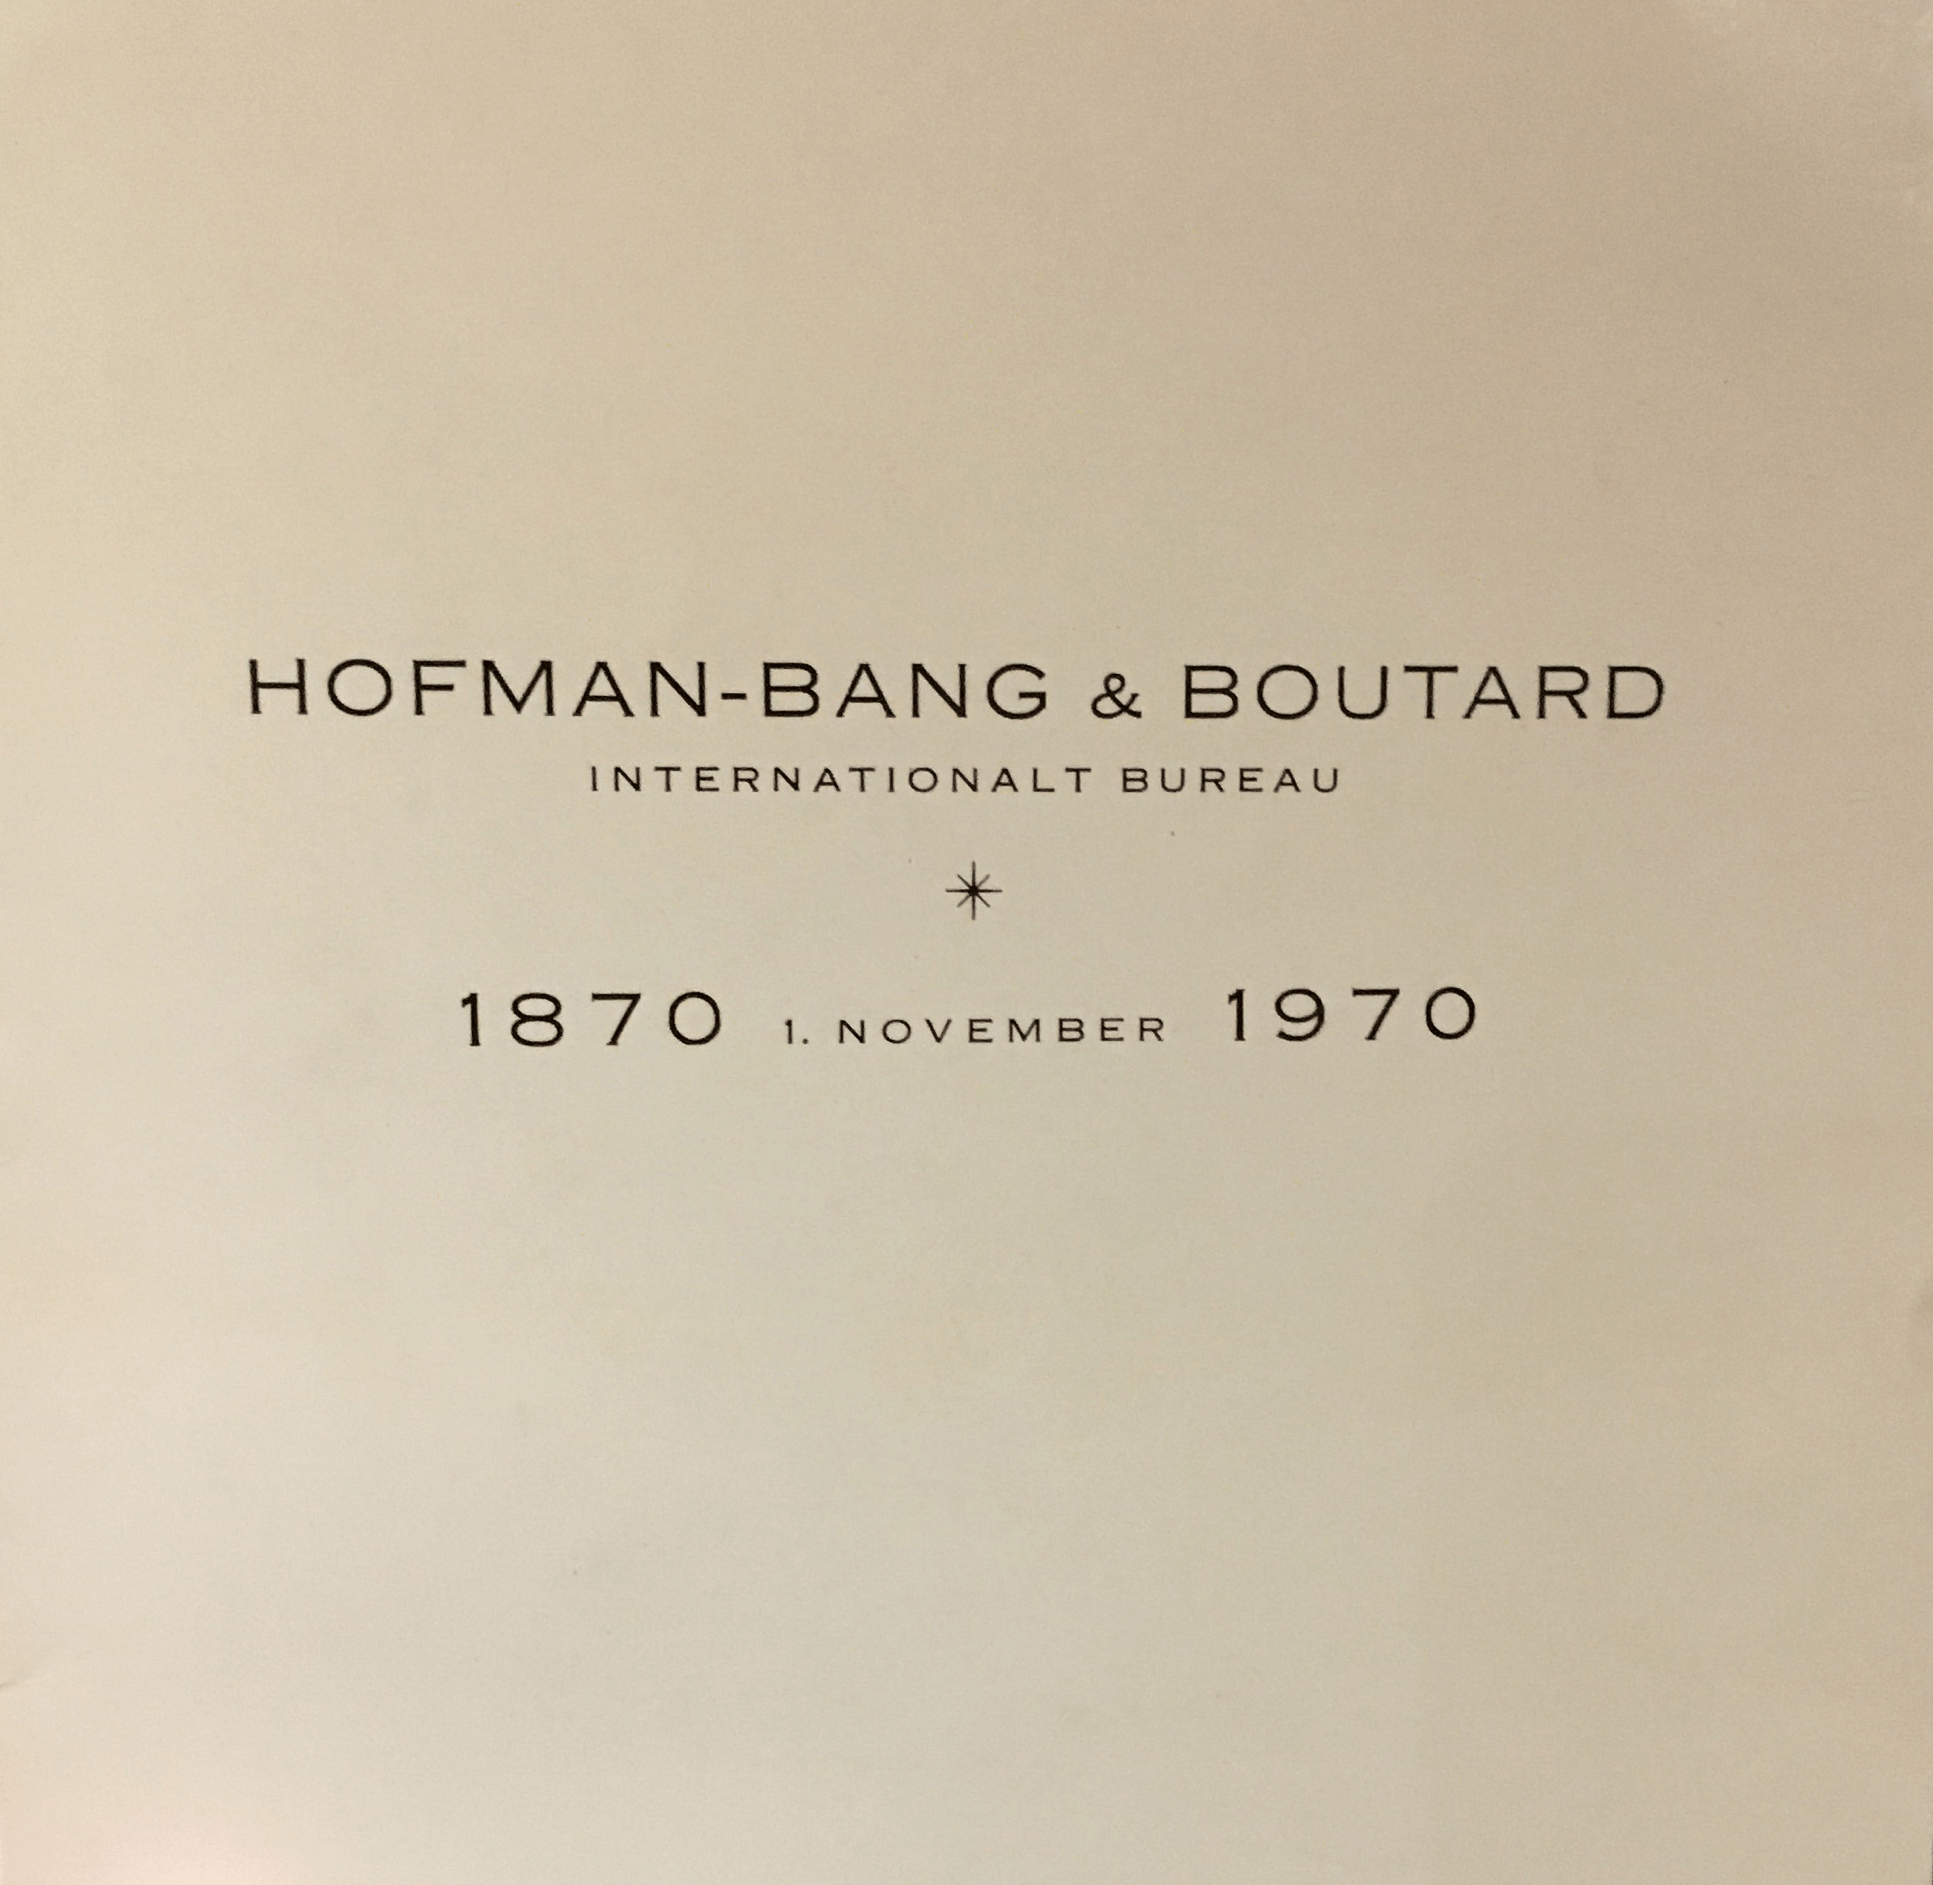 HOFMAN-BANG & BOUTARD
INTERNATIONALT BUREAU
1870 1. NOVEMBER 1970